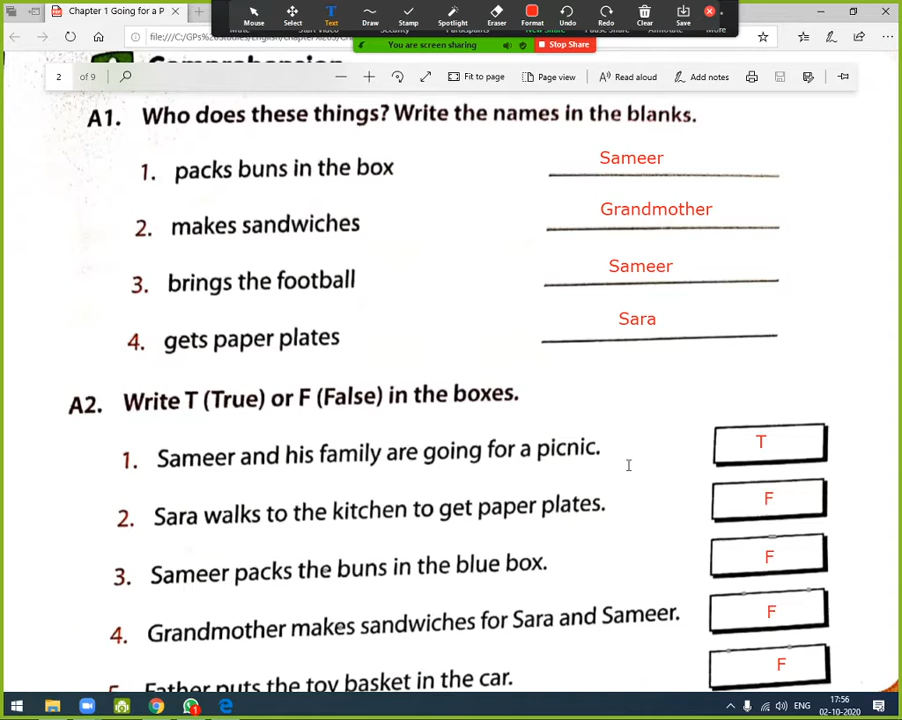 Chapter 1 Going for a P
Mouse Select Text Draw Stamp Spotlight Eraser Format Undo Redo Clear Save
You are screen sharing Stop Share
2 of 9 Fit to page Page view Read aloud Add notes
Comprehension
A1. Who does these things? Write the names in the blanks.
1. packs buns in the box Sameer
2. makes sandwiches Grandmother
3. brings the football Sameer
4. gets paper plates Sara
A2. Write T (True) or F (False) in the boxes.
1. Sameer and his family are going for a picnic. T
2. Sara walks to the kitchen to get paper plates. F
3. Sameer packs the buns in the blue box. F
4. Grandmother makes sandwiches for Sara and Sameer. F
5. Father puts the toy basket in the car. F
ENG
17:56
02-10-2020